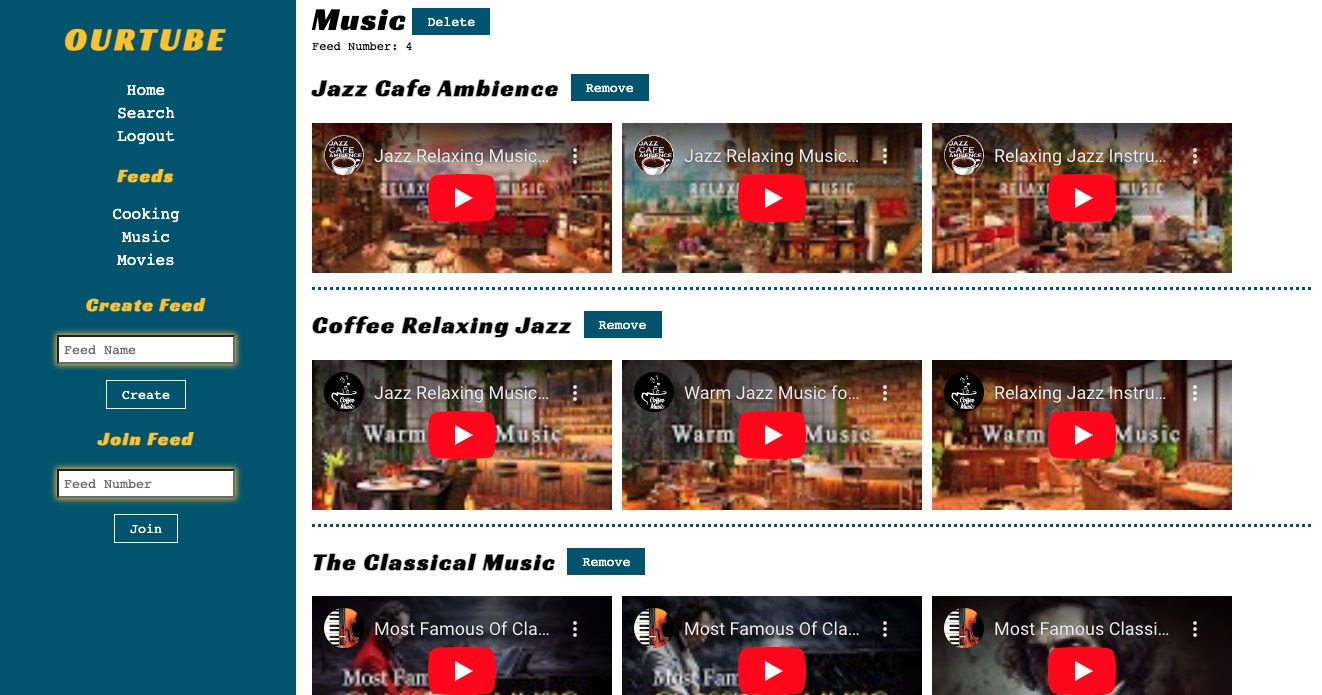 OURTUBE
Home
Search
Logout
Feeds
Cooking
Music
Movies
Create Feed
Feed Name
Create
Join Feed
Feed Number
Join
Music Delete
Feed Number: 4
Jazz Cafe Ambience Remove
JAZZ CAFE AMBIENCE Jazz Relaxing Music...
MUSIC
JAZZ CAFE AMBIENCE Jazz Relaxing Music...
MUSIC
JAZZ CAFE AMBIENCE Relaxing Jazz Instru...
MUSIC
Coffee Relaxing Jazz Remove
Coffee Music Jazz Relaxing Music...
Warm Music
Coffee Music Warm Jazz Music fo...
Warm Music
Coffee Music Relaxing Jazz Instru...
Warm Music
The Classical Music Remove
Most Famous Of Cla...
Most Fam
Most Famous Of Cla...
Most Fam
Most Famous Classi...